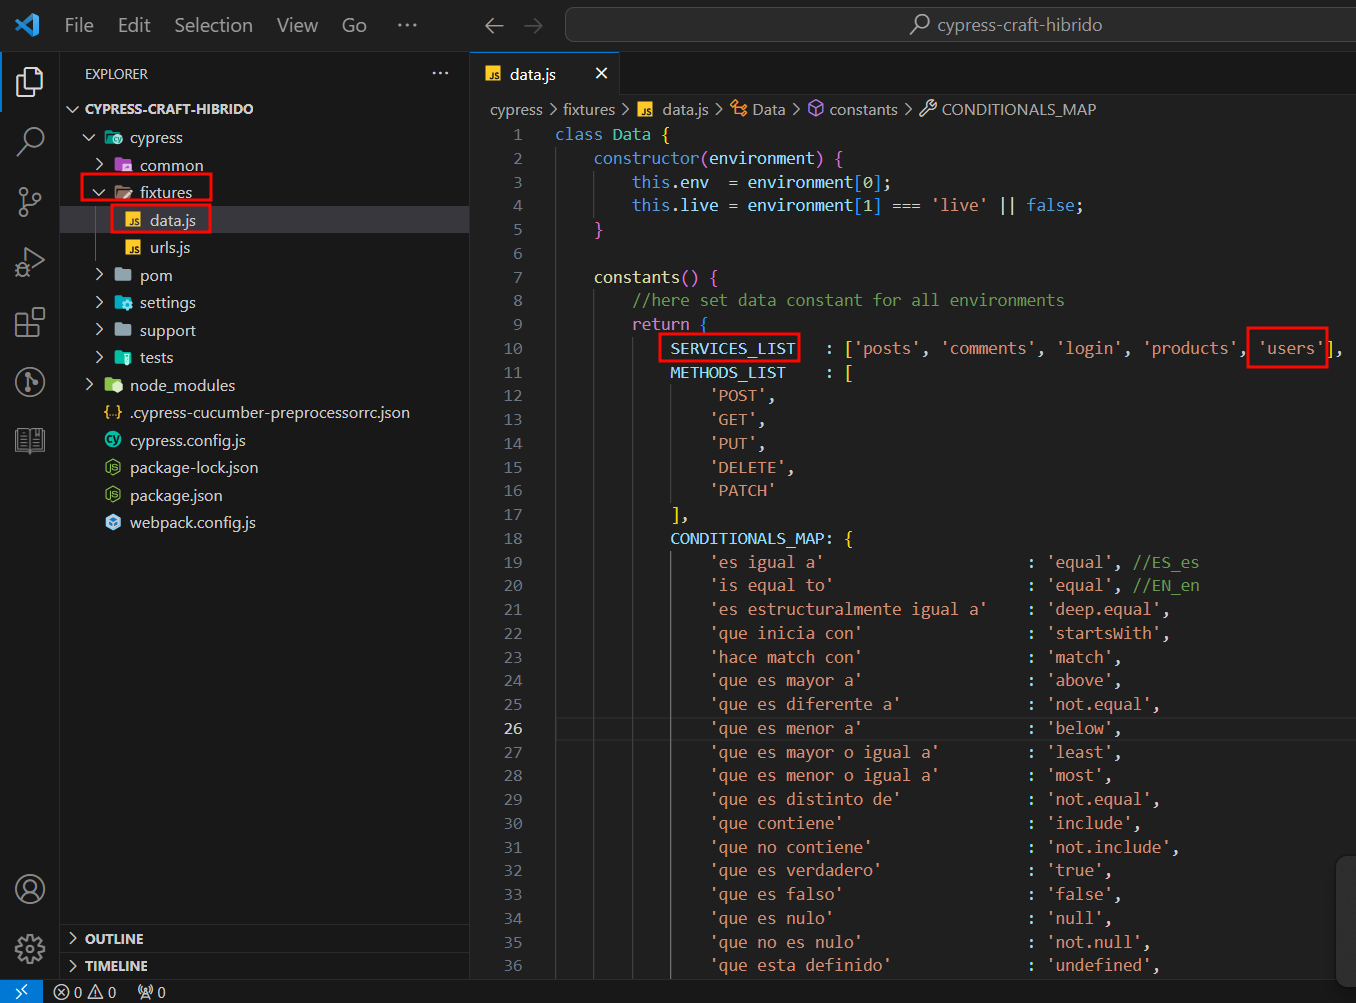 File Edit Selection View Go ··· cypress-craft-hibrido
EXPLORER ···
CYPRESS-CRAFT-HIBRIDO
cypress
common
fixtures
data.js
urls.js
pom
settings
support
tests
node_modules
.cypress-cucumber-preprocessorrc.json
cypress.config.js
package-lock.json
package.json
webpack.config.js
OUTLINE
TIMELINE
JS data.js
cypress > fixtures > JS data.js > Data > constants > CONDITIONALS_MAP
1 class Data {
2 constructor(environment) {
3 this.env = environment[0];
4 this.live = environment[1] === 'live' || false;
5 }
6
7 constants() {
8 //here set data constant for all environments
9 return {
10 SERVICES_LIST : ['posts', 'comments', 'login', 'products', 'users'],
11 METHODS_LIST : [
12 'POST',
13 'GET',
14 'PUT',
15 'DELETE',
16 'PATCH'
17 ],
18 CONDITIONALS_MAP: {
19 'es igual a' : 'equal', //ES_es
20 'is equal to' : 'equal', //EN_en
21 'es estructuralmente igual a' : 'deep.equal',
22 'que inicia con' : 'startsWith',
23 'hace match con' : 'match',
24 'que es mayor a' : 'above',
25 'que es diferente a' : 'not.equal',
26 'que es menor a' : 'below',
27 'que es mayor o igual a' : 'least',
28 'que es menor o igual a' : 'most',
29 'que es distinto de' : 'not.equal',
30 'que contiene' : 'include',
31 'que no contiene' : 'not.include',
32 'que es verdadero' : 'true',
33 'que es falso' : 'false',
34 'que es nulo' : 'null',
35 'que no es nulo' : 'not.null',
36 'que esta definido' : 'undefined',
0 0 0